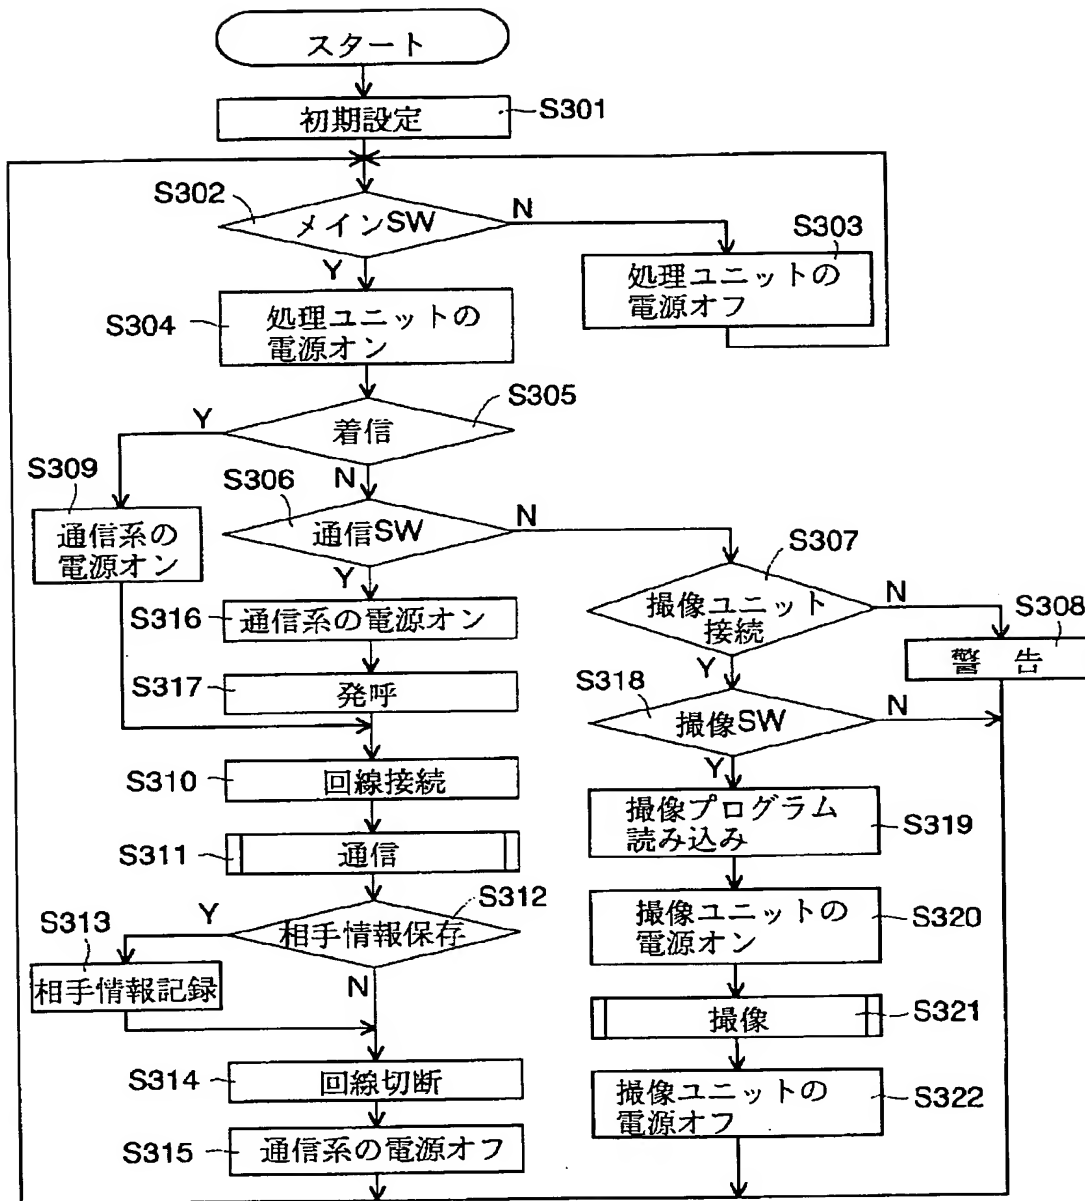 スタート
初期設定
S301
S302
メインSW
N
Y
S303
処理ユニットの
電源オフ
S304
処理ユニットの
電源オン
S305
着信
Y
N
S309
通信系の
電源オン
S306
通信SW
N
Y
S307
撮像ユニット
接続
N
Y
S308
警告
S316
通信系の電源オン
S317
発呼
S318
撮像SW
N
Y
S310
回線接続
S311
通信
S319
撮像プログラム
読み込み
S312
相手情報保存
Y
N
S313
相手情報記録
S320
撮像ユニットの
電源オン
S321
撮像
S314
回線切断
S322
撮像ユニットの
電源オフ
S315
通信系の電源オフ